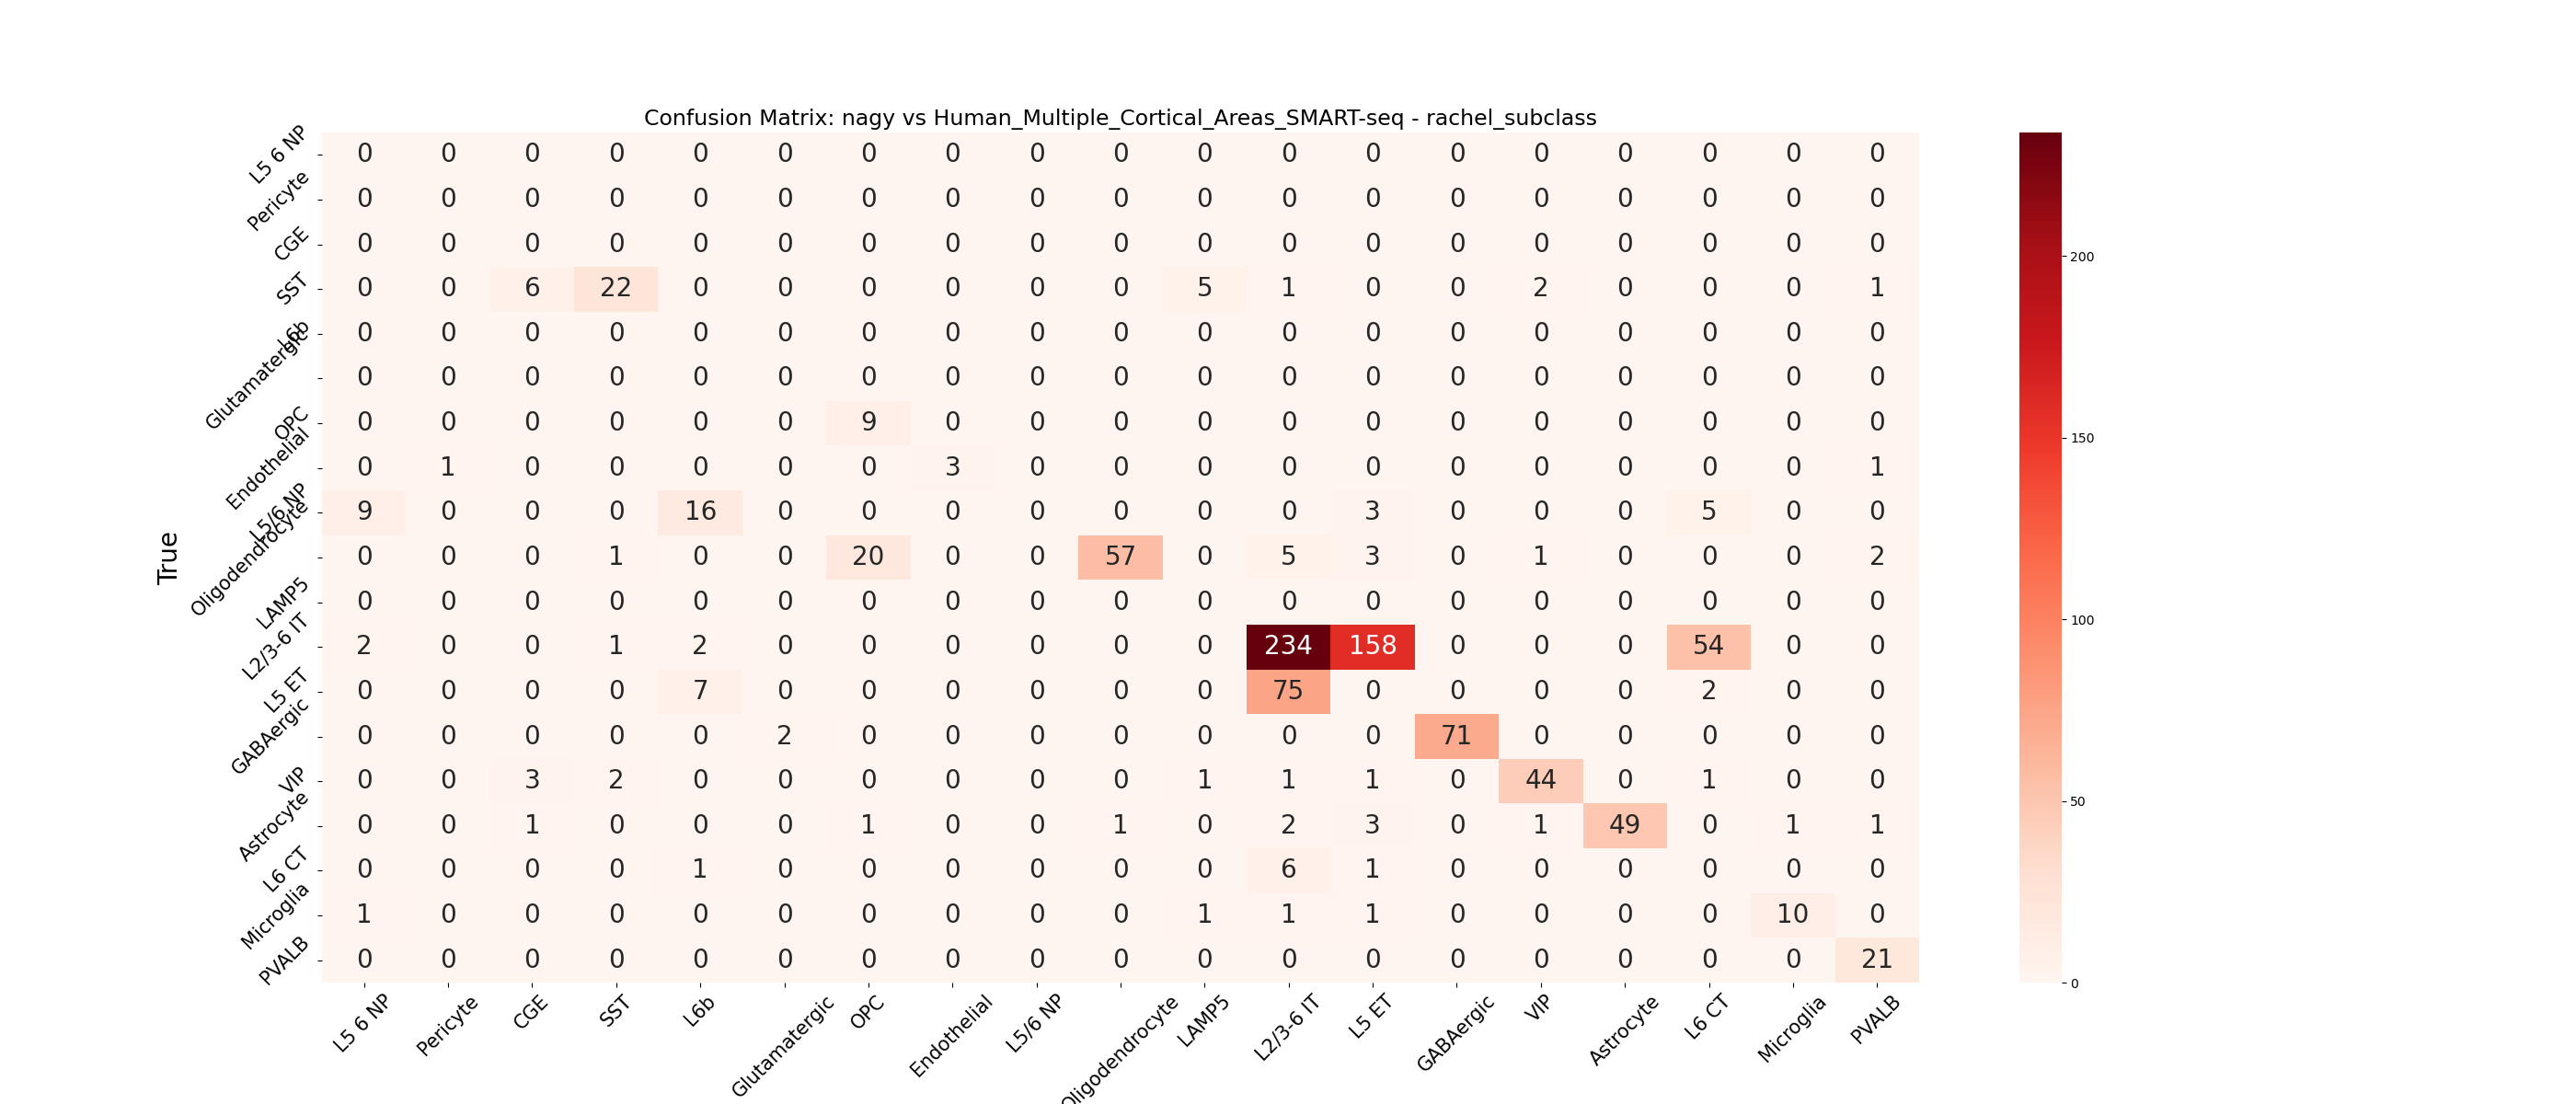 Confusion Matrix: nagy vs Human_Multiple_Cortical_Areas_SMART-seq - rachel_subclass
True
L5 6 NP 0 0 0 0 0 0 0 0 0 0 0 0 0 0 0 0 0 0 0
Pericyte 0 0 0 0 0 0 0 0 0 0 0 0 0 0 0 0 0 0 0
CGE 0 0 0 0 0 0 0 0 0 0 0 0 0 0 0 0 0 0 0
SST 0 0 6 22 0 0 0 0 0 0 5 1 0 0 2 0 0 0 1
L6b 0 0 0 0 0 0 0 0 0 0 0 0 0 0 0 0 0 0 0
Glutamatergic 0 0 0 0 0 0 0 0 0 0 0 0 0 0 0 0 0 0 0
OPC 0 0 0 0 0 0 9 0 0 0 0 0 0 0 0 0 0 0 0
Endothelial 0 1 0 0 0 0 0 3 0 0 0 0 0 0 0 0 0 0 1
L5/6 NP 9 0 0 0 16 0 0 0 0 0 0 0 3 0 0 0 5 0 0
Oligodendrocyte 0 0 0 1 0 0 20 0 0 57 0 5 3 0 1 0 0 0 2
LAMP5 0 0 0 0 0 0 0 0 0 0 0 0 0 0 0 0 0 0 0
L2/3-6 IT 2 0 0 1 2 0 0 0 0 0 0 234 158 0 0 0 54 0 0
L5 ET 0 0 0 0 7 0 0 0 0 0 0 75 0 0 0 0 2 0 0
GABAergic 0 0 0 0 0 2 0 0 0 0 0 0 0 71 0 0 0 0 0
VIP 0 0 3 2 0 0 0 0 0 0 1 1 1 0 44 0 1 0 0
Astrocyte 0 0 1 0 0 0 1 0 0 1 0 2 3 0 1 49 0 1 1
L6 CT 0 0 0 0 1 0 0 0 0 0 0 6 1 0 0 0 0 0 0
Microglia 1 0 0 0 0 0 0 0 0 0 1 1 1 0 0 0 0 10 0
PVALB 0 0 0 0 0 0 0 0 0 0 0 0 0 0 0 0 0 0 21
L5 6 NP Pericyte CGE SST L6b Glutamatergic OPC Endothelial L5/6 NP Oligodendrocyte LAMP5 L2/3-6 IT L5 ET GABAergic VIP Astrocyte L6 CT Microglia PVALB
200
150
100
50
0